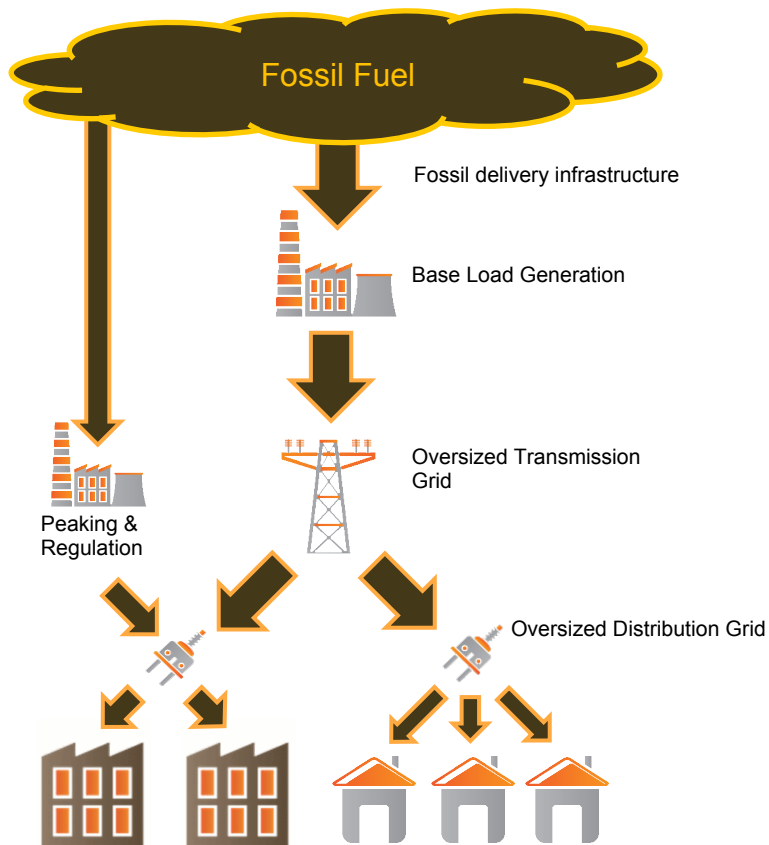 Fossil Fuel
Fossil delivery infrastructure
Base Load Generation
Oversized Transmission
Grid
Peaking &
Regulation
Oversized Distribution Grid